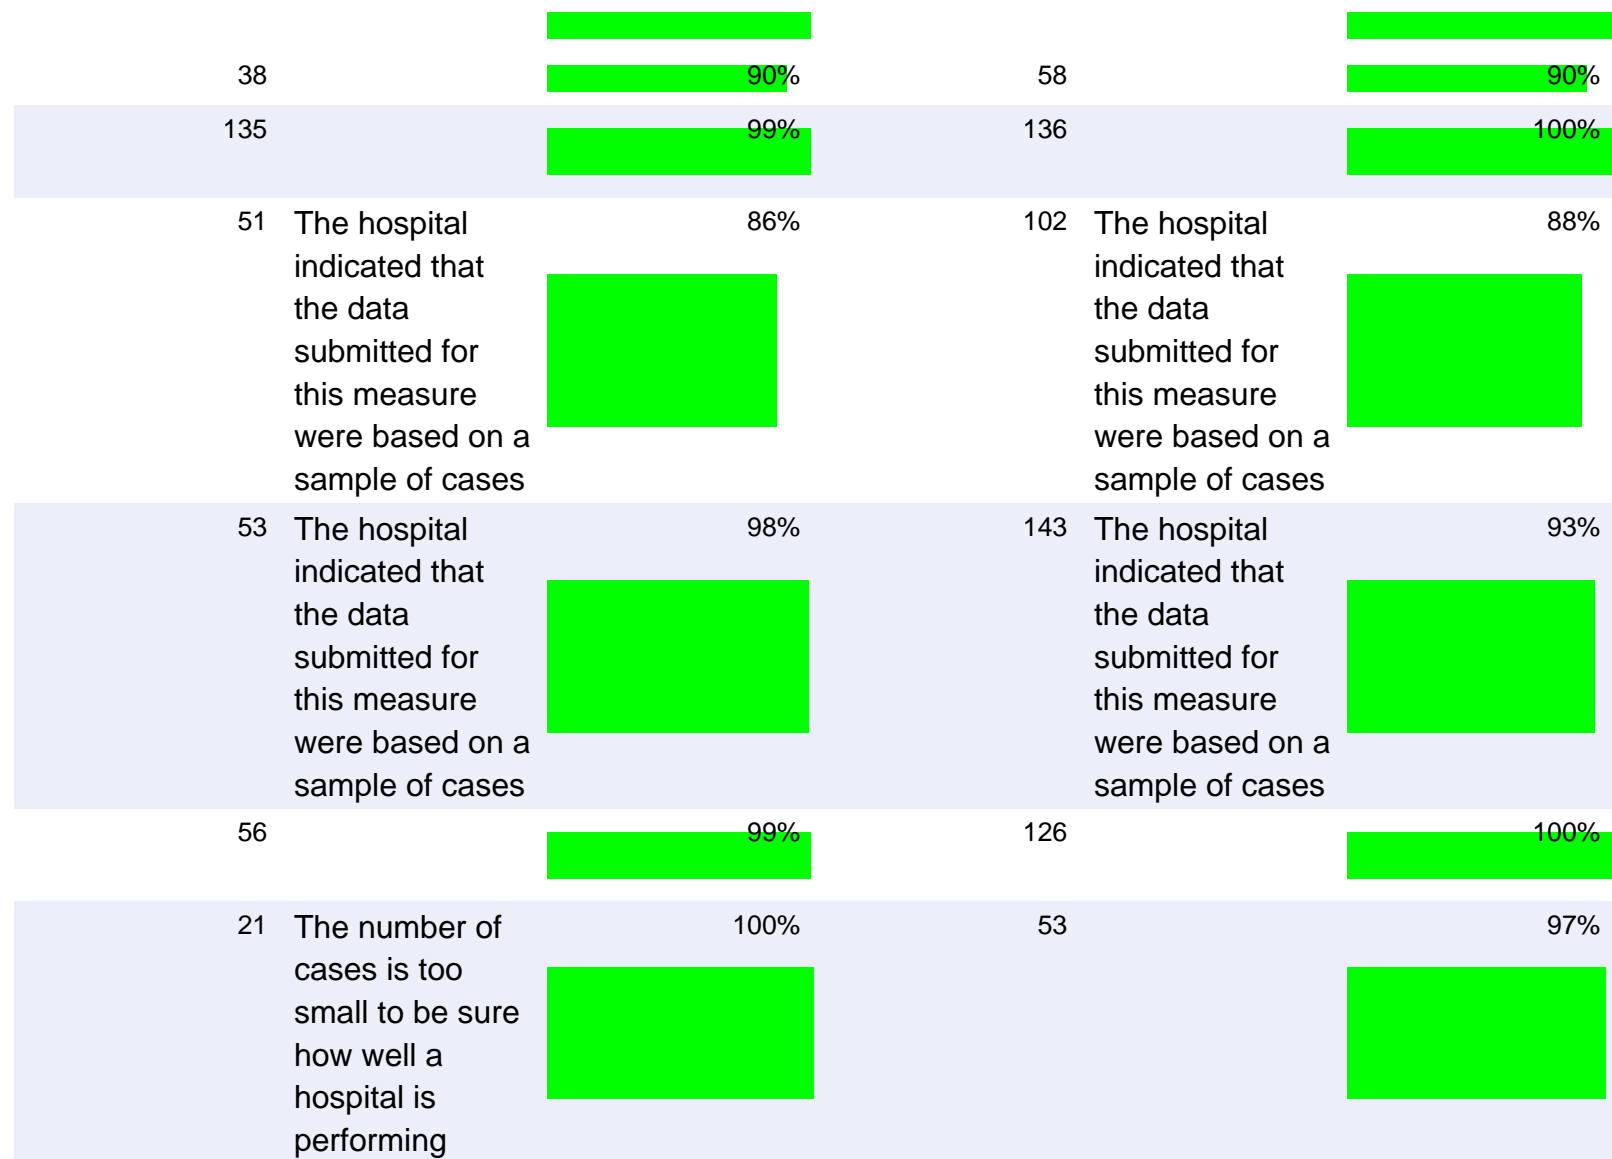 38 90% 58 90%
135 99% 136 100%
51 The hospital 86% 102 The hospital 88%
indicated that indicated that
the data the data
submitted for submitted for
this measure this measure
were based on a were based on a
sample of cases sample of cases
53 The hospital 98% 143 The hospital 93%
indicated that indicated that
the data the data
submitted for submitted for
this measure this measure
were based on a were based on a
sample of cases sample of cases
56 99% 126 100%
21 The number of 100% 53 97%
cases is too
small to be sure
how well a
hospital is
performing